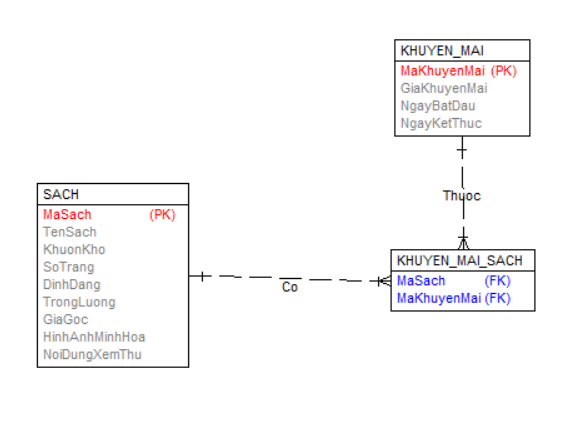 KHUYEN_MAI
MaKhuyenMai (PK)
GiaKhuyenMai
NgayBatDau
NgayKetThuc
Thuoc
SACH
MaSach (PK)
TenSach
KhuonKho
SoTrang
DinhDang
TrongLuong
GiaGoc
HinhAnhMinhHoa
NoiDungXemThu
Co
KHUYEN_MAI_SACH
MaSach (FK)
MaKhuyenMai (FK)